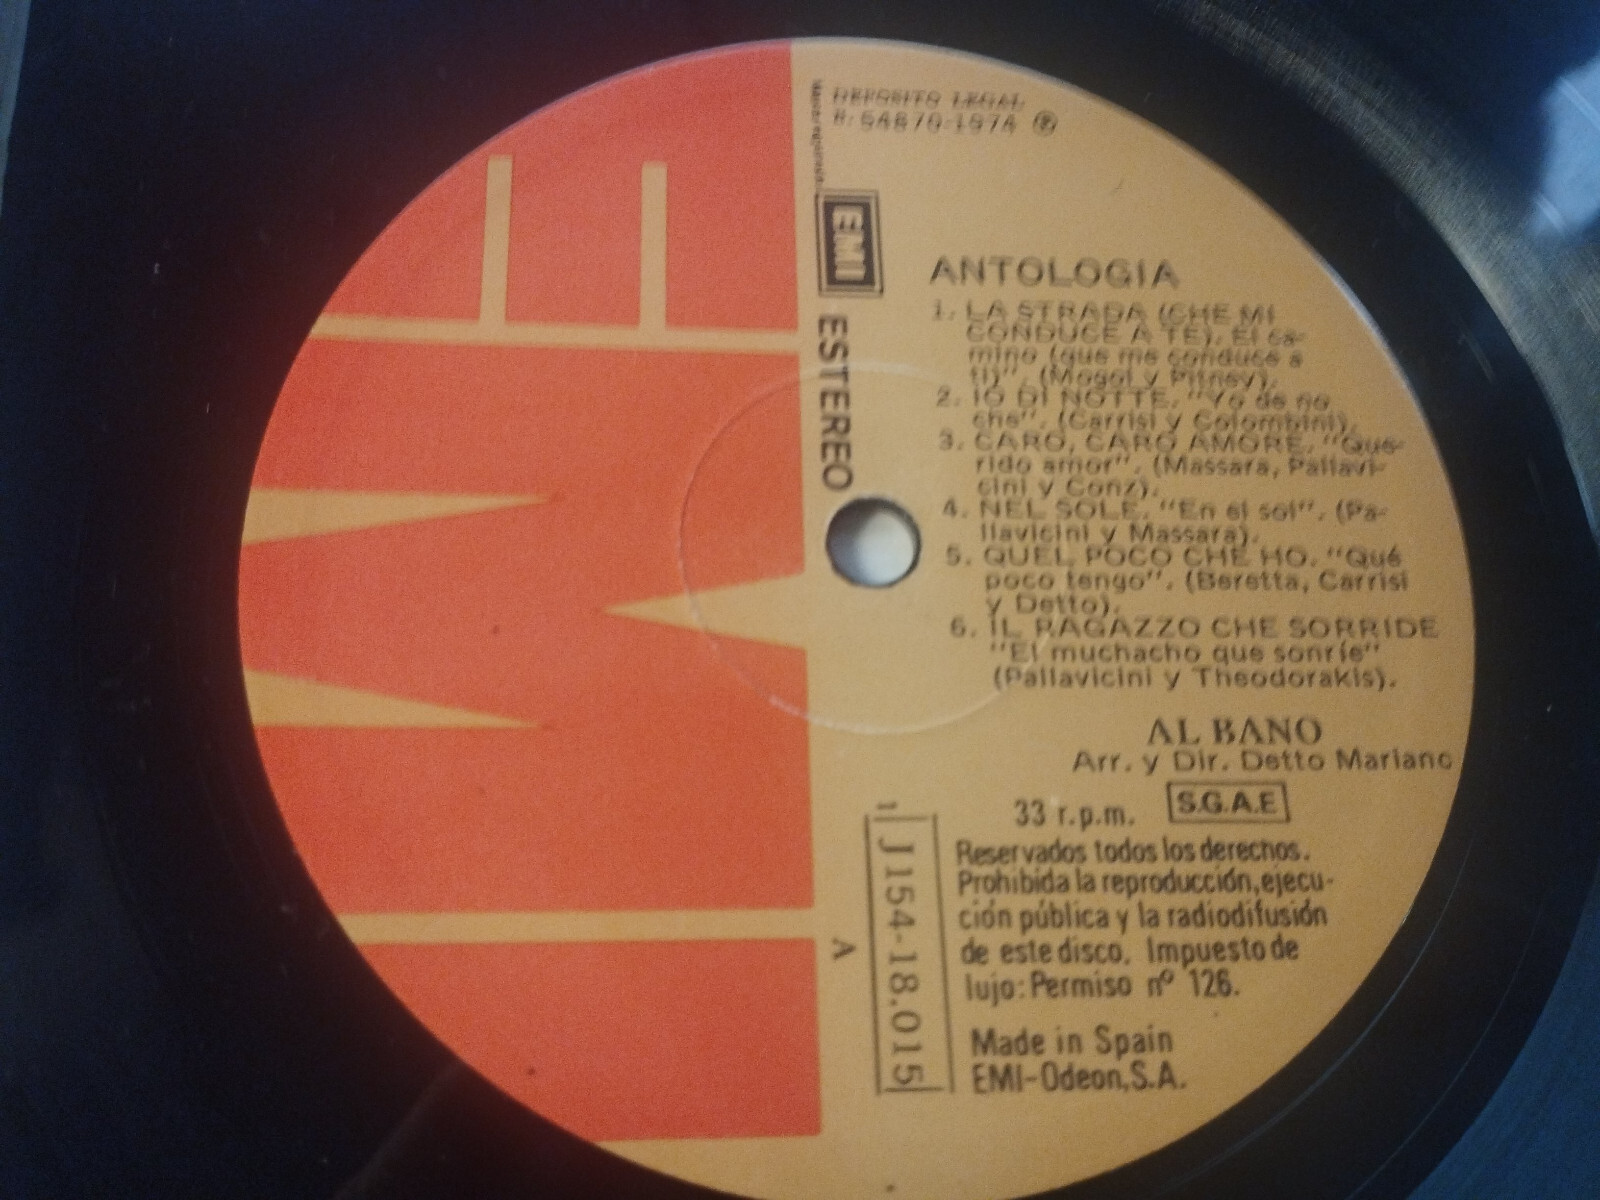 DEPOSITO LEGAL
B. 54870-1974 Ⓟ
EMI
ESTEREO
ANTOLOGIA
1. LA STRADA (CHE MI
CONDUCE A TE). El ca-
mino (que me conduce a
ti)". (Mogol y Pitney).
2. IO DI NOTTE. "Yo de no
che". (Carrisi y Colombini).
3. CARO, CARO AMORE. "Que-
rido amor". (Massara, Pallavi-
cini y Conz).
4. NEL SOLE. "En el sol". (Pa-
llavicini y Massara).
5. QUEL POCO CHE HO. "Qué
poco tengo". (Beretta, Carrisi
y Detto).
6. IL RAGAZZO CHE SORRIDE
"El muchacho que sonríe"
(Pallavicini y Theodorakis).
AL BANO
Arr. y Dir. Detto Mariano
33 r.p.m. S.G.A.E
1J 154-18.015
A
Reservados todos los derechos.
Prohibida la reproducción, ejecu-
ción pública y la radiodifusión
de este disco. Impuesto de
lujo: Permiso nº 126.
Made in Spain
EMI-Odeon, S.A.